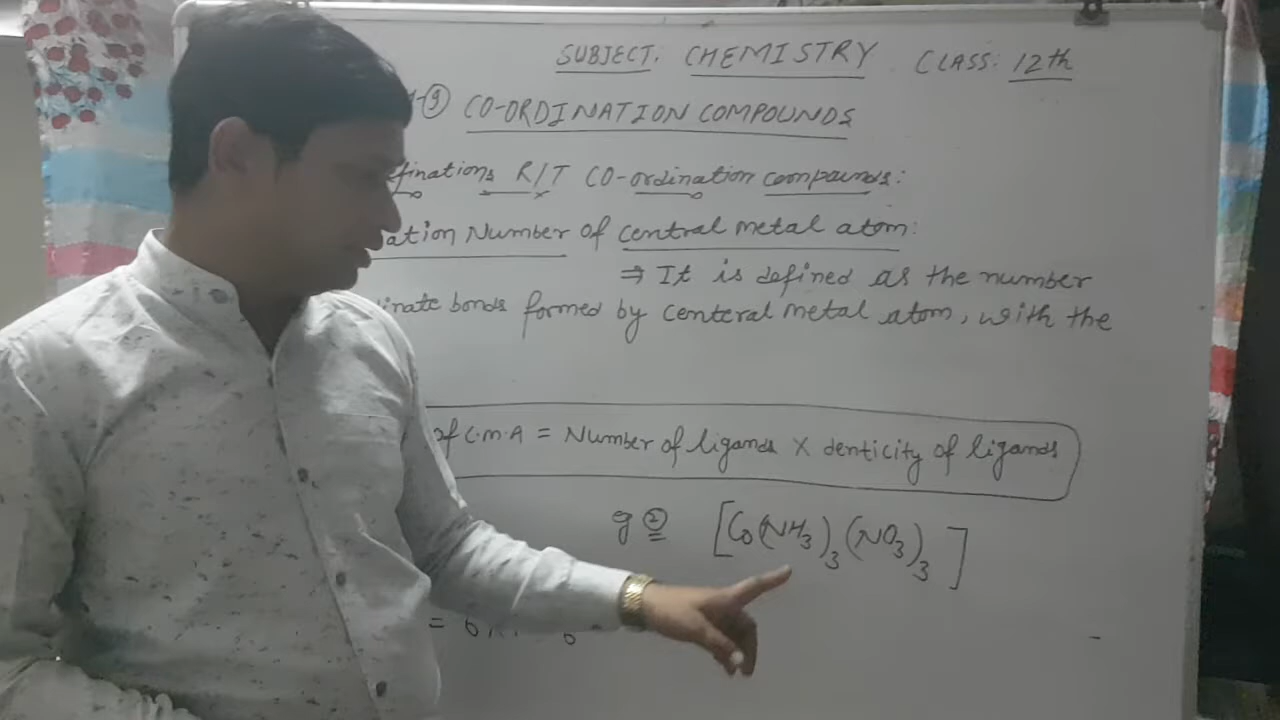 SUBJECT. CHEMISTRY CLASS: 12th
⑨ CO-ORDINATION COMPOUNDS
finations R/T CO-ordination compounds:
ation Number of central metal atom:
⇒ It is defined as the number
inate bonds formed by centeral metal atom, with the
of C.m.A = Number of ligands X denticity of ligands
g ② [Co(NH3)3(NO3)3]
= 6X1 6